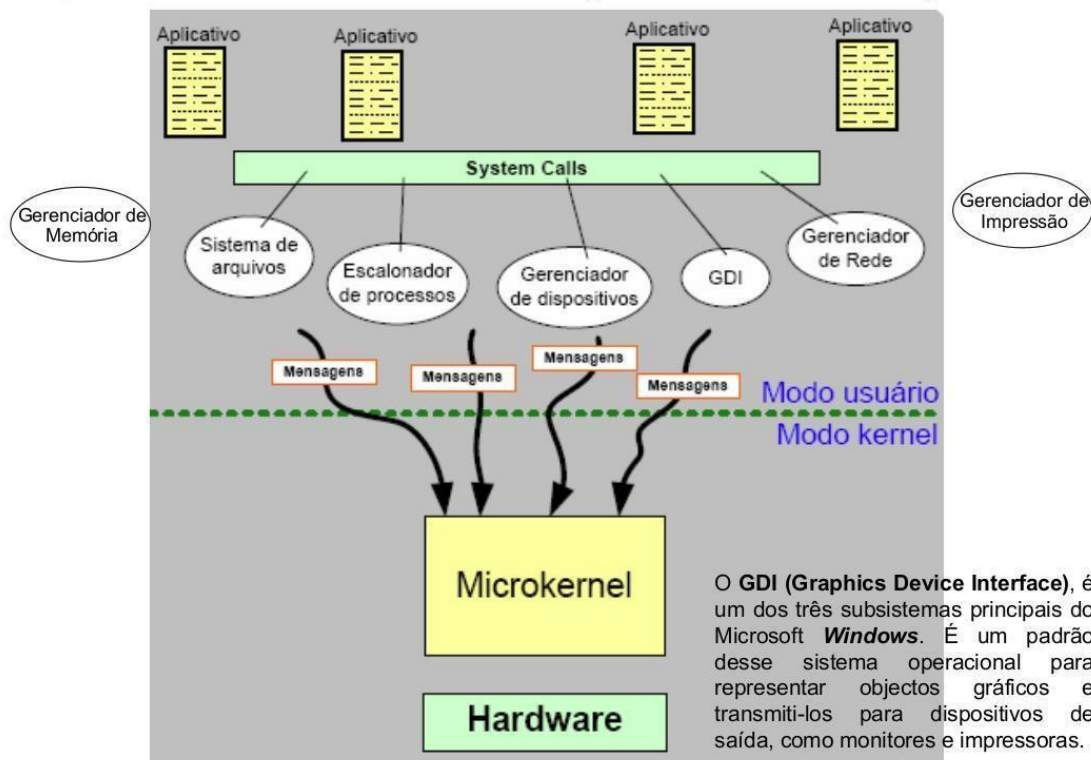 Aplicativo
Aplicativo
Aplicativo
Aplicativo
System Calls
Gerenciador de
Memória
Sistema de
arquivos
Escalonador
de processos
Gerenciador
de dispositivos
GDI
Gerenciador
de Rede
Gerenciador de
Impressão
Mensagens
Mensagens
Mensagens
Mensagens
Modo usuário
Modo kernel
Microkernel
Hardware
O GDI (Graphics Device Interface), é
um dos três subsistemas principais do
Microsoft Windows. É um padrão
desse sistema operacional para
representar objectos gráficos e
transmiti-los para dispositivos de
saída, como monitores e impressoras.